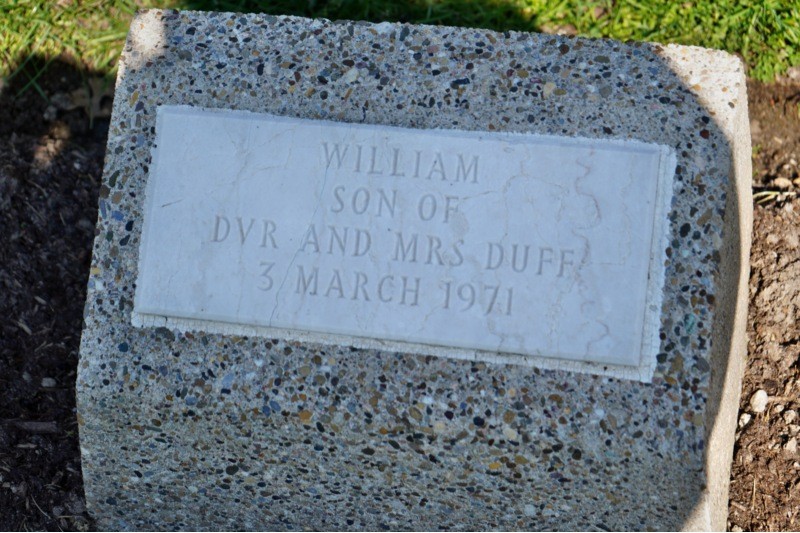 WILLIAM
SON OF
DVR AND MRS DUFF
3 MARCH 1971